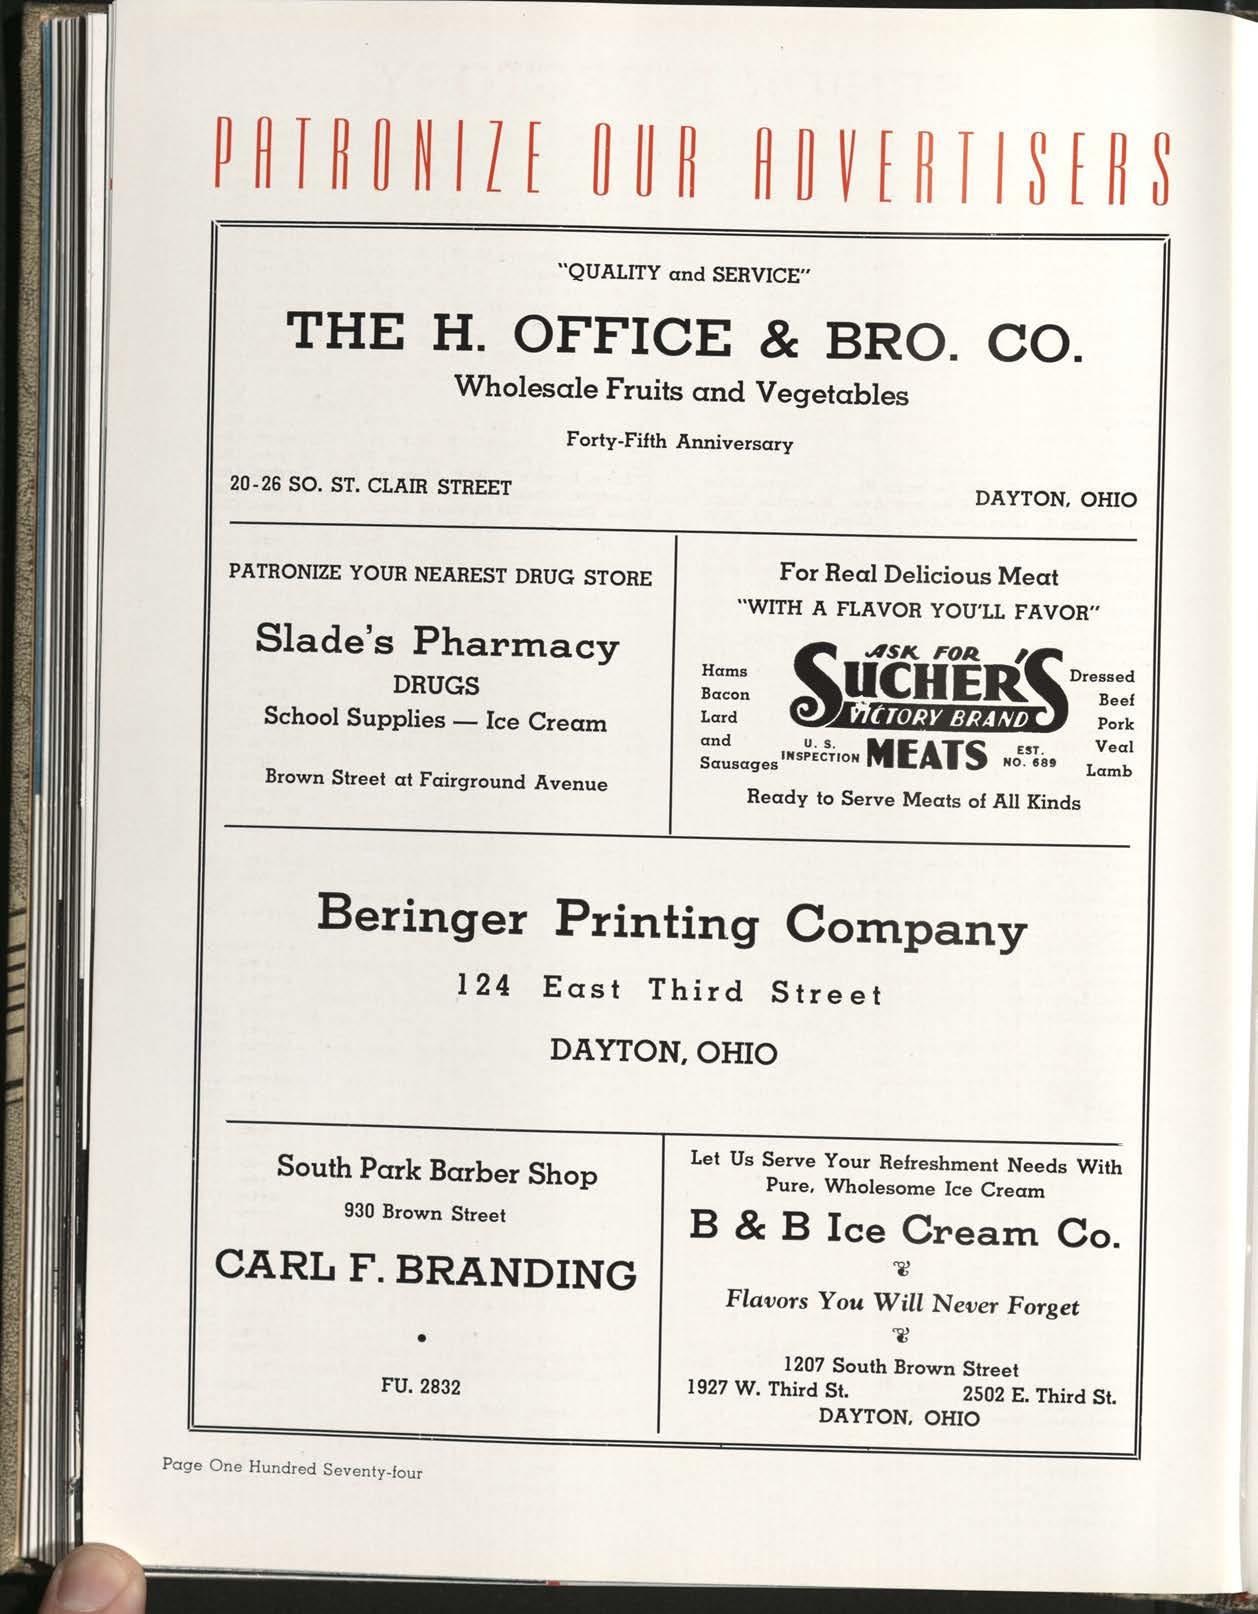 PATRONIZE OUR ADVERTISERS
"QUALITY and SERVICE"
THE H. OFFICE & BRO. CO.
Wholesale Fruits and Vegetables
Forty-Fifth Anniversary
20-26 SO. ST. CLAIR STREET
DAYTON, OHIO
PATRONIZE YOUR NEAREST DRUG STORE
Slade's Pharmacy
DRUGS
School Supplies — Ice Cream
Brown Street at Fairground Avenue
For Real Delicious Meat
"WITH A FLAVOR YOU'LL FAVOR"
Hams
Bacon
Lard
and
Sausages
ASK FOR
SUCHER'S
VICTORY BRAND
U. S.
INSPECTION
MEATS
EST.
NO. 689
Dressed
Beef
Pork
Veal
Lamb
Ready to Serve Meats of All Kinds
Beringer Printing Company
124 East Third Street
DAYTON, OHIO
South Park Barber Shop
930 Brown Street
CARL F. BRANDING
•
FU. 2832
Let Us Serve Your Refreshment Needs With
Pure, Wholesome Ice Cream
B & B Ice Cream Co.
Flavors You Will Never Forget
1207 South Brown Street
1927 W. Third St. 2502 E. Third St.
DAYTON, OHIO
Page One Hundred Seventy-four